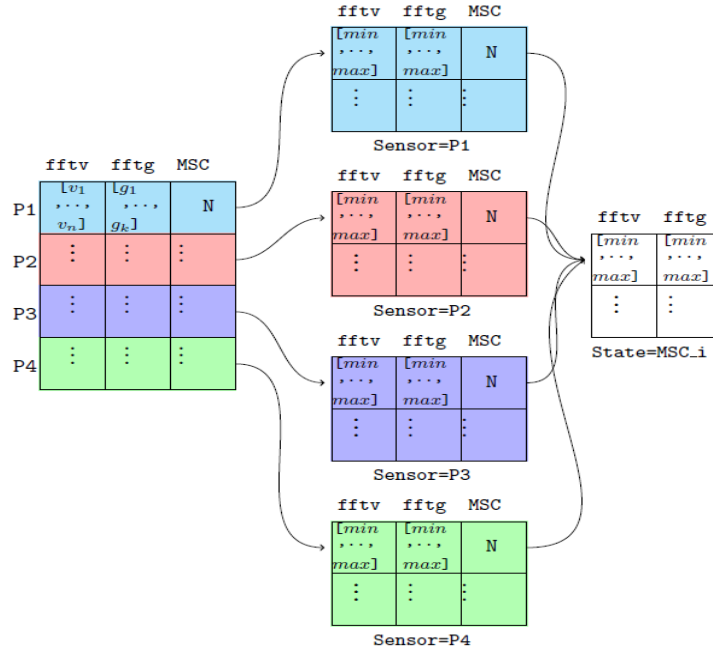 fftv fftg MSC
[min [min
,.., ,.., N
max] max]
⋮ ⋮ ⋮
Sensor=P1
fftv fftg MSC
[v1 [g1
P1 ,.., ,.., N
vn] gk]
P2 ⋮ ⋮ ⋮
P3 ⋮ ⋮ ⋮
P4 ⋮ ⋮ ⋮
fftv fftg MSC
[min [min
,.., ,.., N
max] max]
⋮ ⋮ ⋮
Sensor=P2
fftv fftg
[min [min
,.., ,..,
max] max]
⋮ ⋮
State=MSC_i
fftv fftg MSC
[min [min
,.., ,.., N
max] max]
⋮ ⋮ ⋮
Sensor=P3
fftv fftg MSC
[min [min
,.., ,.., N
max] max]
⋮ ⋮ ⋮
Sensor=P4